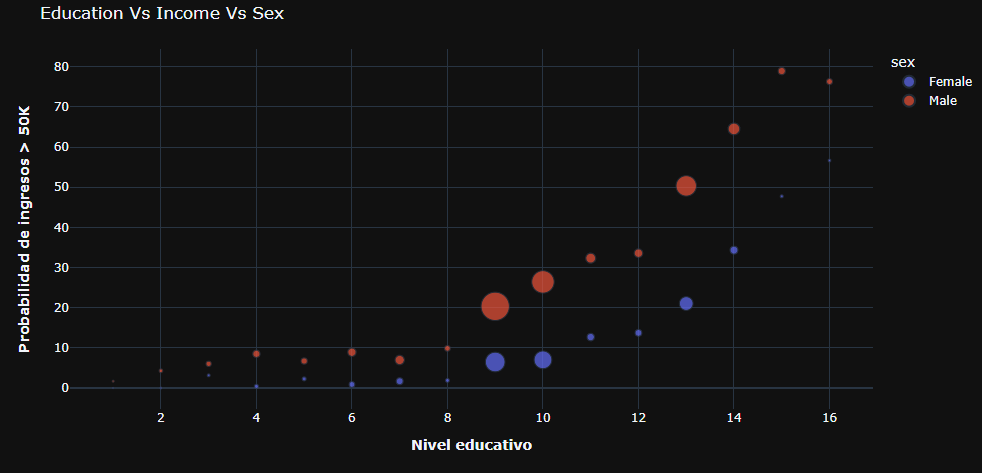 Education Vs Income Vs Sex
Probabilidad de ingresos > 50K
80
70
60
50
40
30
20
10
0
2 4 6 8 10 12 14 16
Nivel educativo
sex
Female
Male